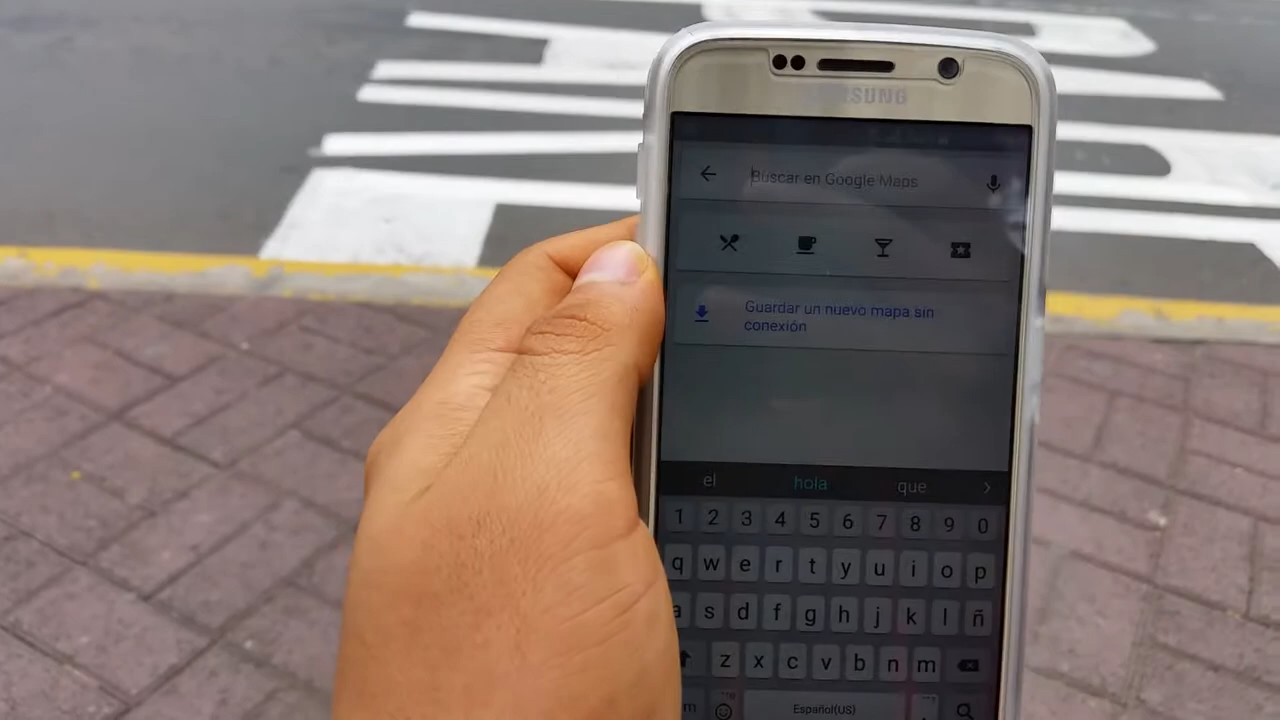 SAMSUNG
Buscar en Google Maps
Guardar un nuevo mapa sin
conexión
el hola que >
1 2 3 4 5 6 7 8 9 0
q w e r t y u i o p
a s d f g h j k l ñ
z x c v b n m
Español(US)